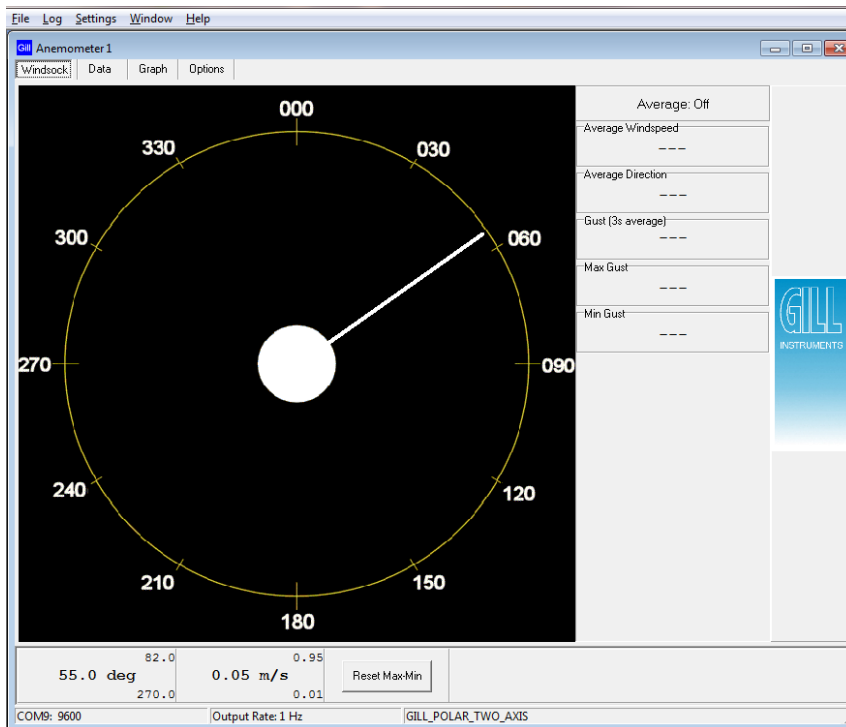 File Log Settings Window Help
Gill Anemometer 1
Windsock Data Graph Options
000
030
060
090
120
150
180
210
240
270
300
330
Average: Off
Average Windspeed
---
Average Direction
---
Gust (3s average)
---
Max Gust
---
Min Gust
---
GILL
INSTRUMENTS
82.0
55.0 deg
270.0
0.95
0.05 m/s
0.01
Reset Max-Min
COM9: 9600 Output Rate: 1 Hz GILL_POLAR_TWO_AXIS